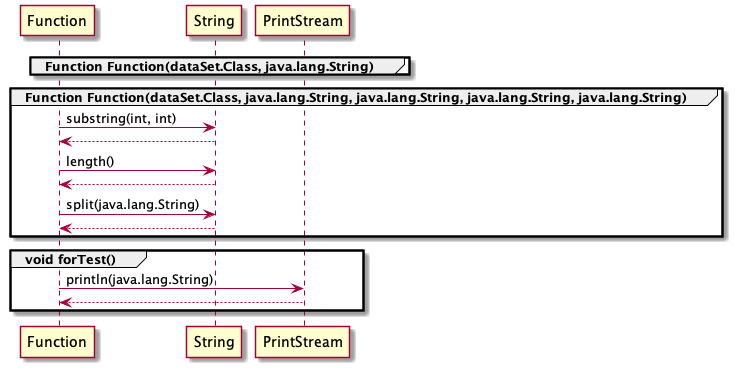 Function String PrintStream
Function Function(dataSet.Class, java.lang.String)
Function Function(dataSet.Class, java.lang.String, java.lang.String, java.lang.String, java.lang.String)
substring(int, int)
length()
split(java.lang.String)
void forTest()
println(java.lang.String)
Function String PrintStream